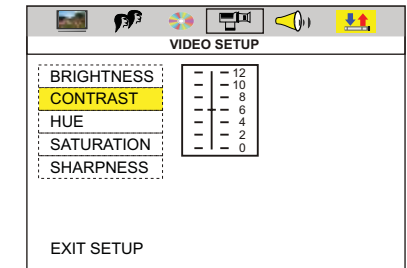 VIDEO SETUP
BRIGHTNESS
CONTRAST
HUE
SATURATION
SHARPNESS
12
10
8
6
4
2
0
EXIT SETUP